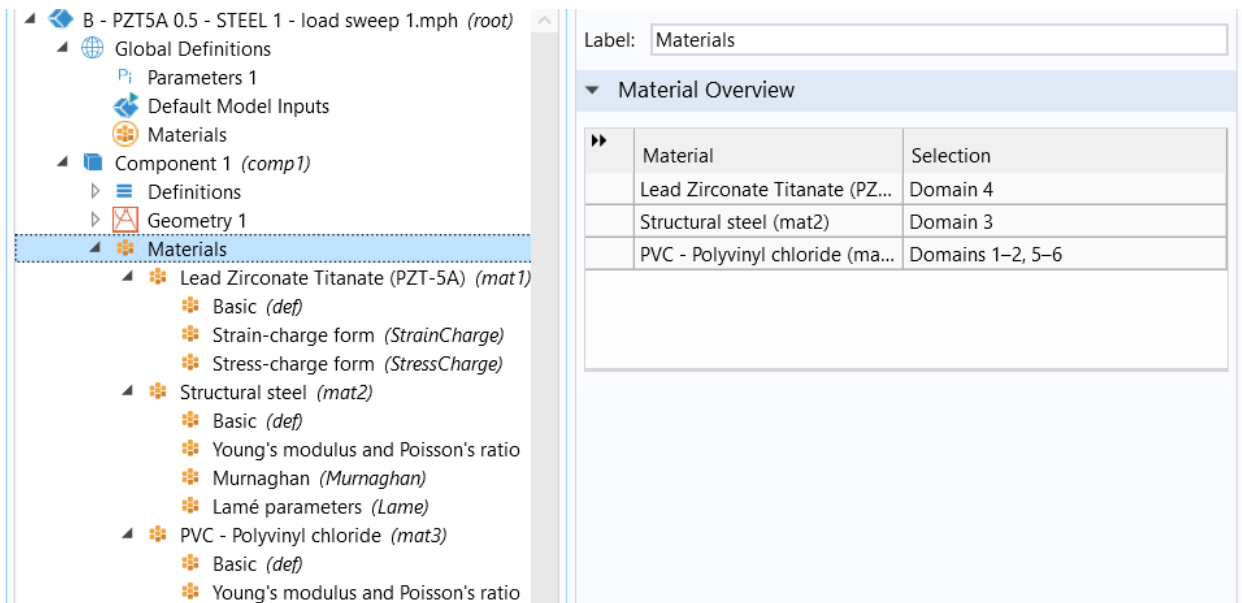 B - PZT5A 0.5 - STEEL 1 - load sweep 1.mph (root)
Global Definitions
Pi Parameters 1
Default Model Inputs
Materials
Component 1 (comp1)
Definitions
Geometry 1
Materials
Lead Zirconate Titanate (PZT-5A) (mat1)
Basic (def)
Strain-charge form (StrainCharge)
Stress-charge form (StressCharge)
Structural steel (mat2)
Basic (def)
Young's modulus and Poisson's ratio
Murnaghan (Murnaghan)
Lamé parameters (Lame)
PVC - Polyvinyl chloride (mat3)
Basic (def)
Young's modulus and Poisson's ratio
Label: Materials
Material Overview
Material Selection
Lead Zirconate Titanate (PZ... Domain 4
Structural steel (mat2) Domain 3
PVC - Polyvinyl chloride (ma... Domains 1–2, 5–6